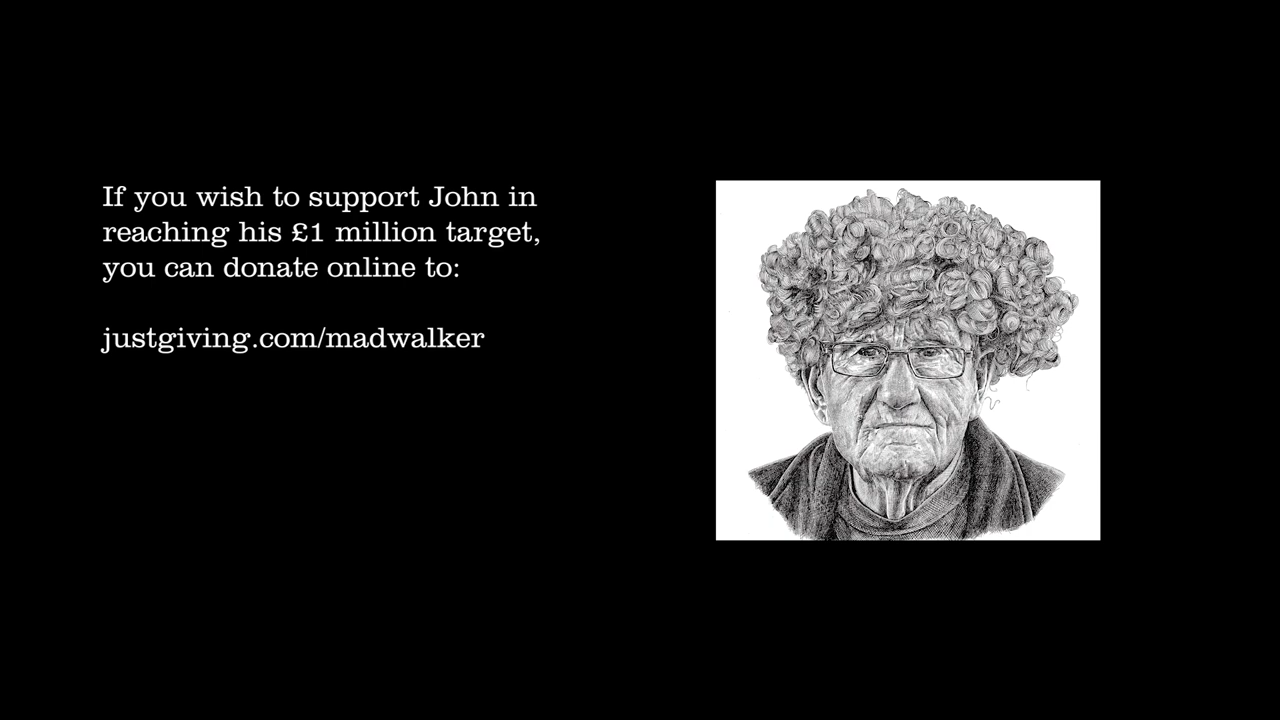 If you wish to support John in
reaching his £1 million target,
you can donate online to:
justgiving.com/madwalker